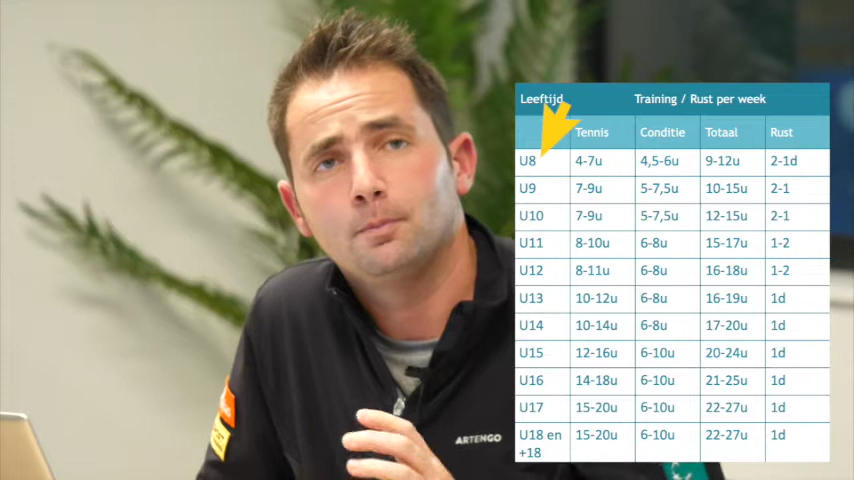 Leeftijd Training / Rust per week
Tennis Conditie Totaal Rust
U8 4-7u 4,5-6u 9-12u 2-1d
U9 7-9u 5-7,5u 10-15u 2-1
U10 7-9u 5-7,5u 12-15u 2-1
U11 8-10u 6-8u 15-17u 1-2
U12 8-11u 6-8u 16-18u 1-2
U13 10-12u 6-8u 16-19u 1d
U14 10-14u 6-8u 17-20u 1d
U15 12-16u 6-10u 20-24u 1d
U16 14-18u 6-10u 21-25u 1d
U17 15-20u 6-10u 22-27u 1d
U18 en 15-20u 6-10u 22-27u 1d
+18
ARTENGO